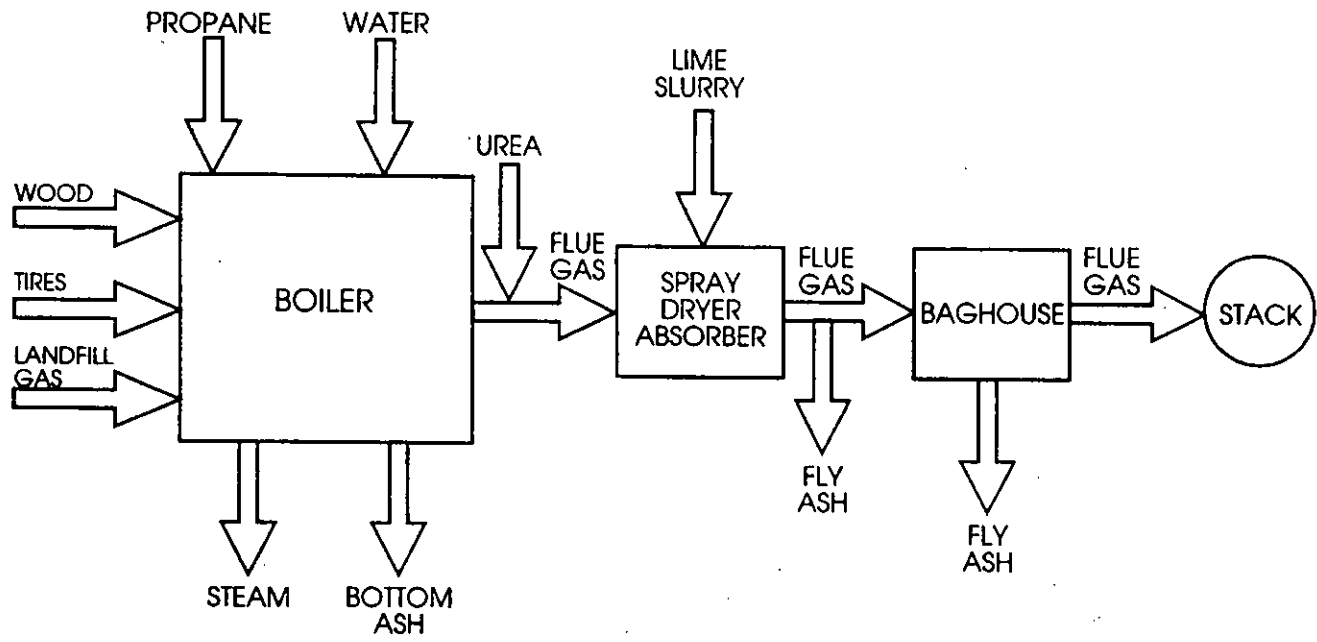 PROPANE
WATER
LIME
SLURRY
UREA
WOOD
TIRES
LANDFILL
GAS
BOILER
FLUE
GAS
SPRAY
DRYER
ABSORBER
FLUE
GAS
BAGHOUSE
FLUE
GAS
STACK
STEAM
BOTTOM
ASH
FLY
ASH
FLY
ASH